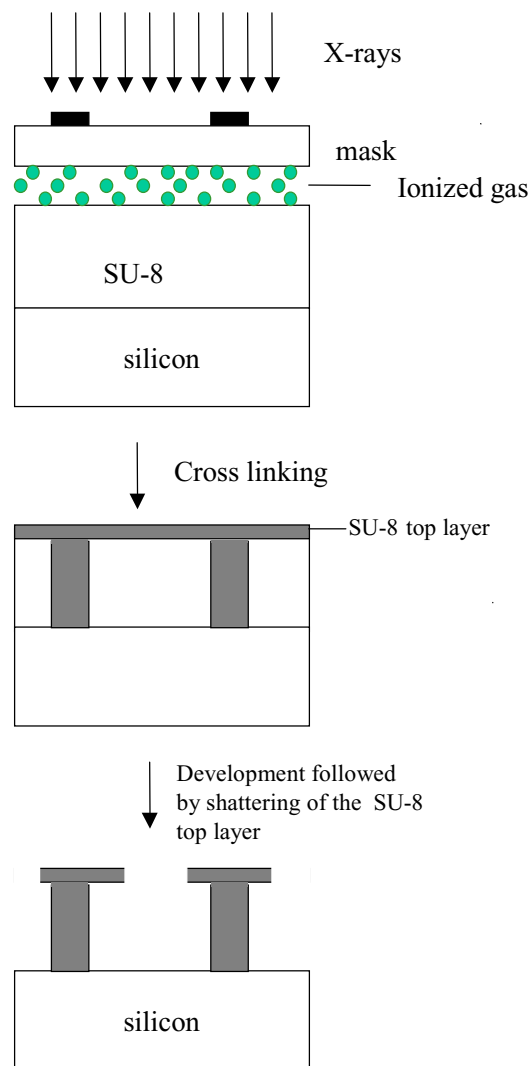 X-rays
mask
Ionized gas
SU-8
silicon
Cross linking
SU-8 top layer
Development followed
by shattering of the SU-8
top layer
silicon